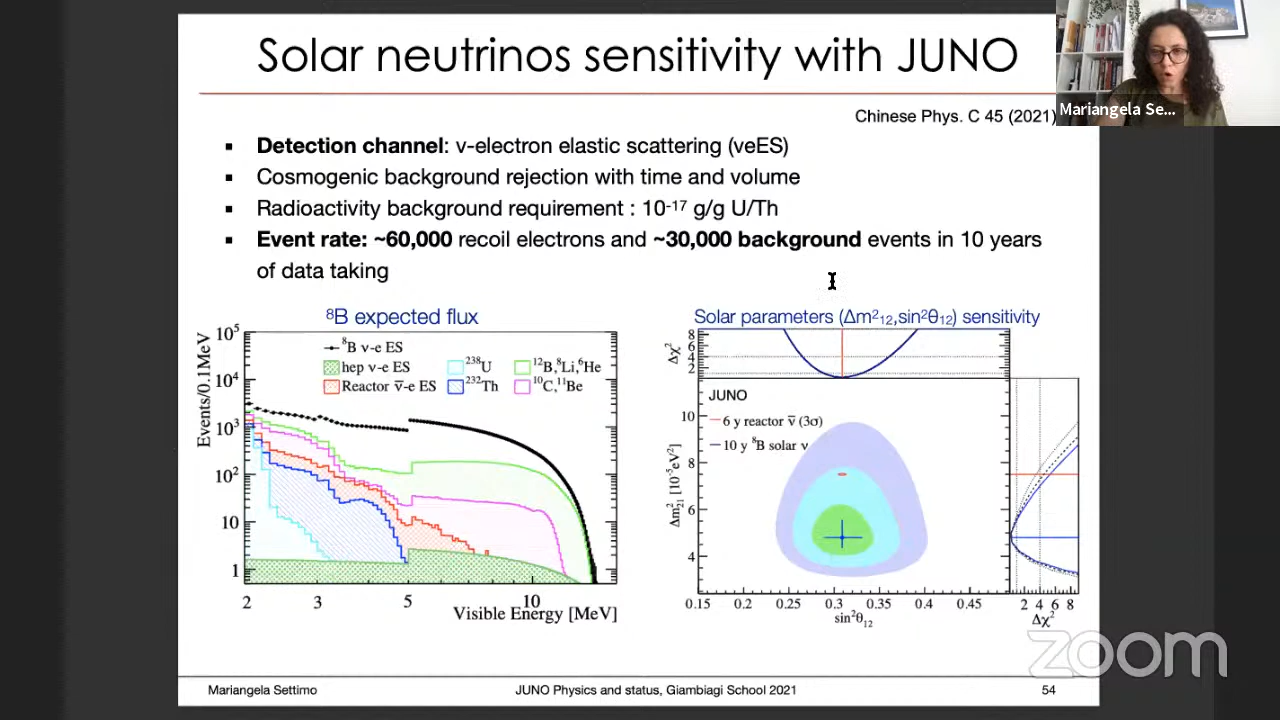 Solar neutrinos sensitivity with JUNO
Mariangela Se...
Chinese Phys. C 45 (2021)
▪ Detection channel: ν-electron elastic scattering (νeES)
▪ Cosmogenic background rejection with time and volume
▪ Radioactivity background requirement : 10⁻¹⁷ g/g U/Th
▪ Event rate: ~60,000 recoil electrons and ~30,000 background events in 10 years
of data taking
⁸B expected flux
Events/0.1MeV
10⁵
10⁴
10³
10²
10
1
⁸B ν-e ES
hep ν-e ES
Reactor ν̅-e ES
²³⁸U
²³²Th
¹²B,⁸Li,⁶He
¹⁰C,¹¹Be
2 3 5 10
Visible Energy [MeV]
Solar parameters (Δm²₁₂,sin²θ₁₂) sensitivity
Δχ²
8
6
4
2
JUNO
6 y reactor ν̅ (3σ)
10 y ⁸B solar ν
Δm²₂₁ [10⁻⁵eV²]
10
8
6
4
0.15 0.2 0.25 0.3 0.35 0.4 0.45
sin²θ₁₂
2 4 6 8
Δχ²
zoom
Mariangela Settimo
JUNO Physics and status, Giambiagi School 2021
54